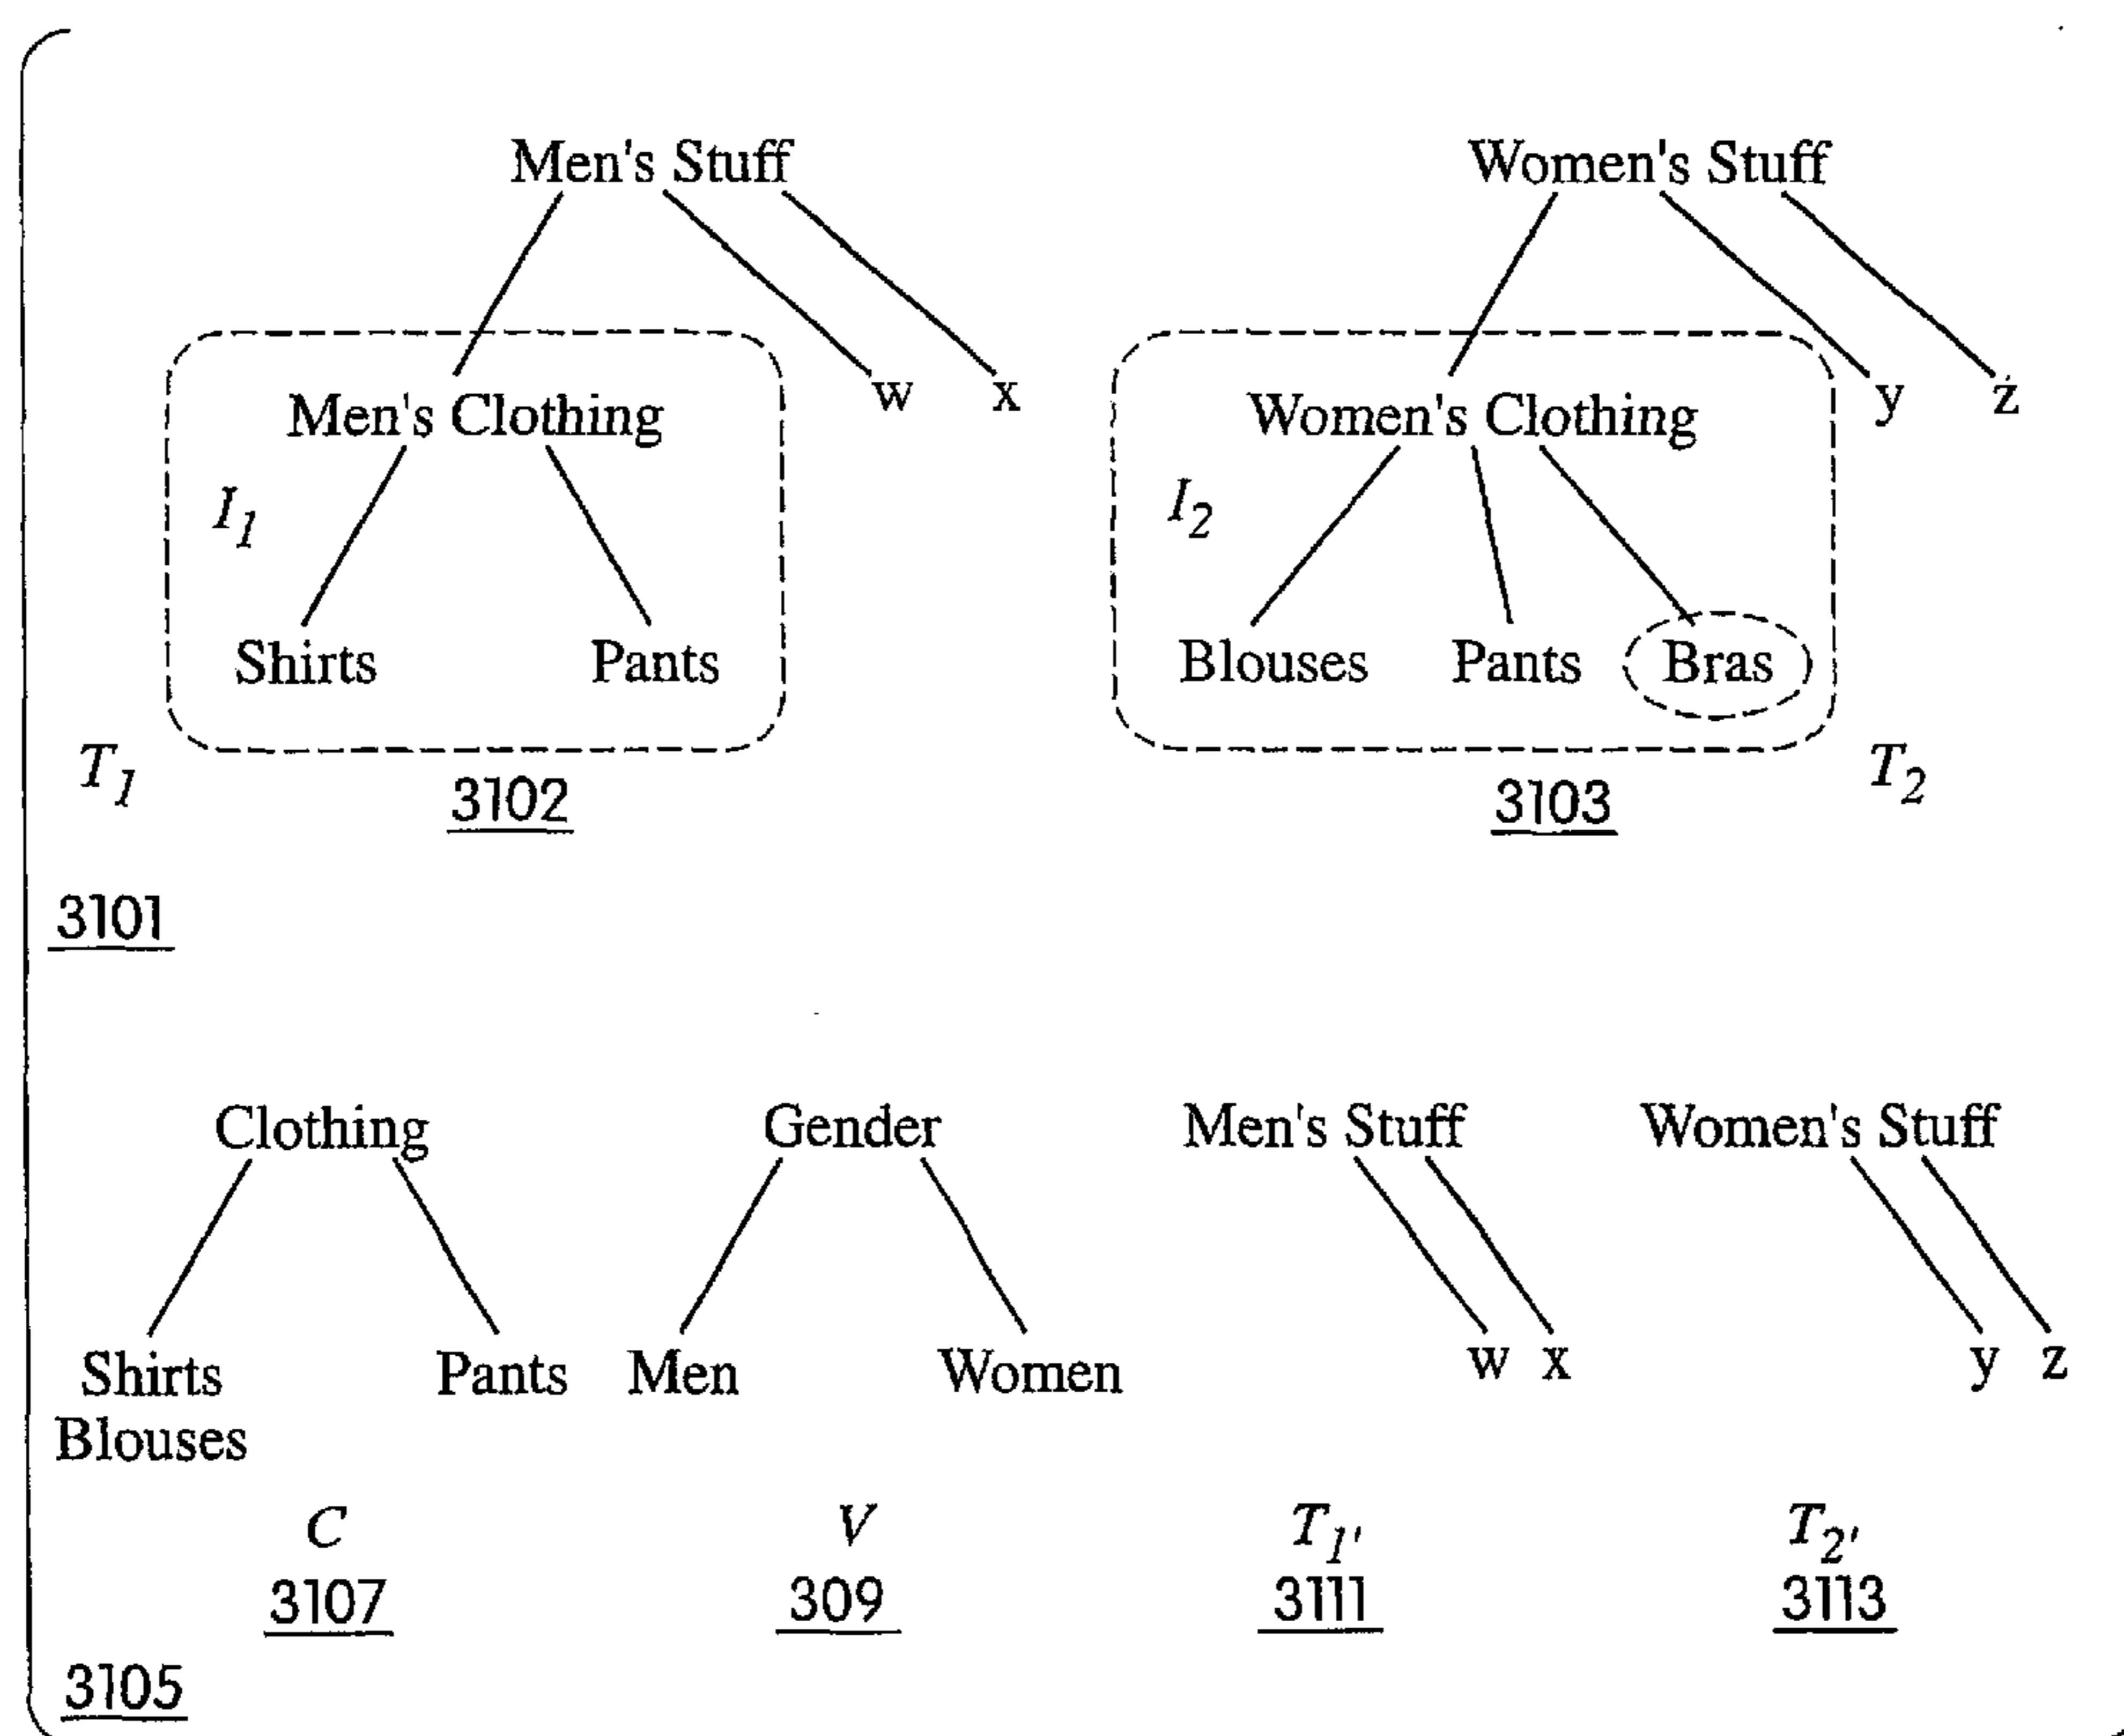 Men's Stuff Women's Stuff
w x y z
Men's Clothing Women's Clothing
I1 I2
Shirts Pants Blouses Pants Bras
T1 3102 3103 T2
3101
Clothing Gender Men's Stuff Women's Stuff
Shirts Pants Men Women w x y z
Blouses
C V T1' T2'
3107 309 3111 3113
3105